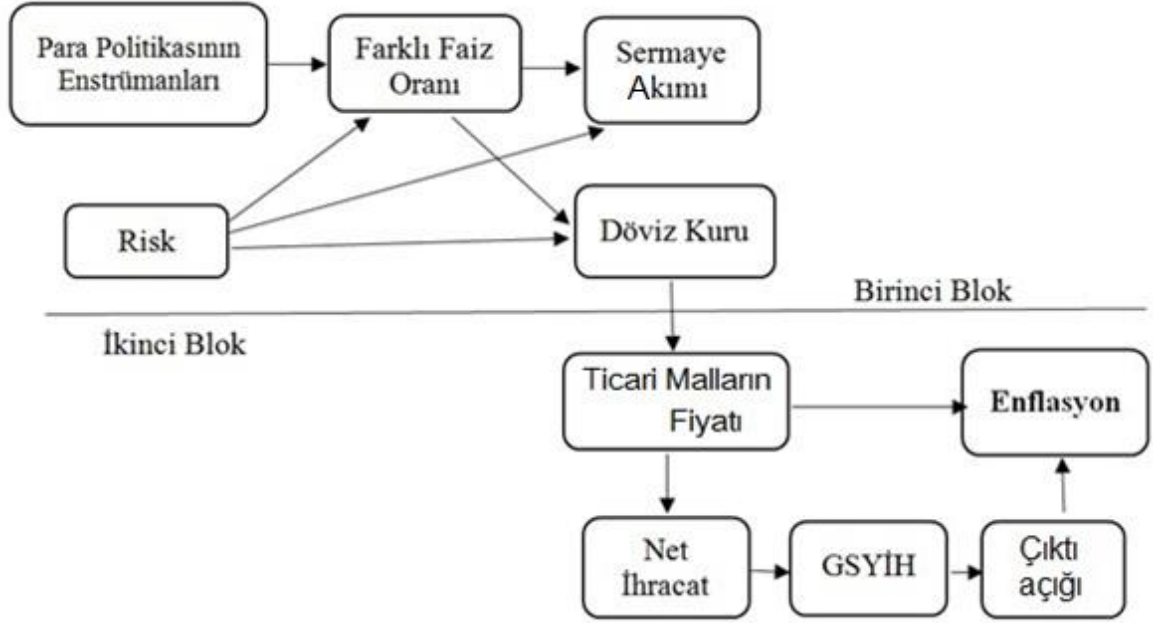 Para Politikasının
Enstrümanları
Farklı Faiz
Oranı
Sermaye
Akımı
Risk
Döviz Kuru
Birinci Blok
İkinci Blok
Ticari Malların
Fiyatı
Enflasyon
Net
İhracat
GSYİH
Çıktı
açığı